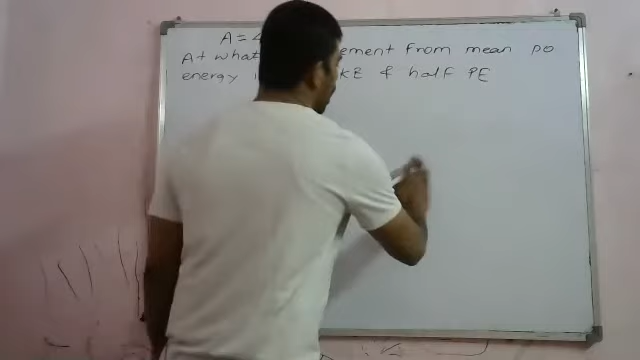 A = 4
At what ement from mean po
energy KE & half PE